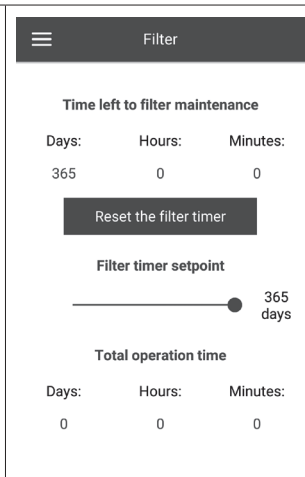 Filter
Time left to filter maintenance
Days: Hours: Minutes:
365 0 0
Reset the filter timer
Filter timer setpoint
365
days
Total operation time
Days: Hours: Minutes:
0 0 0